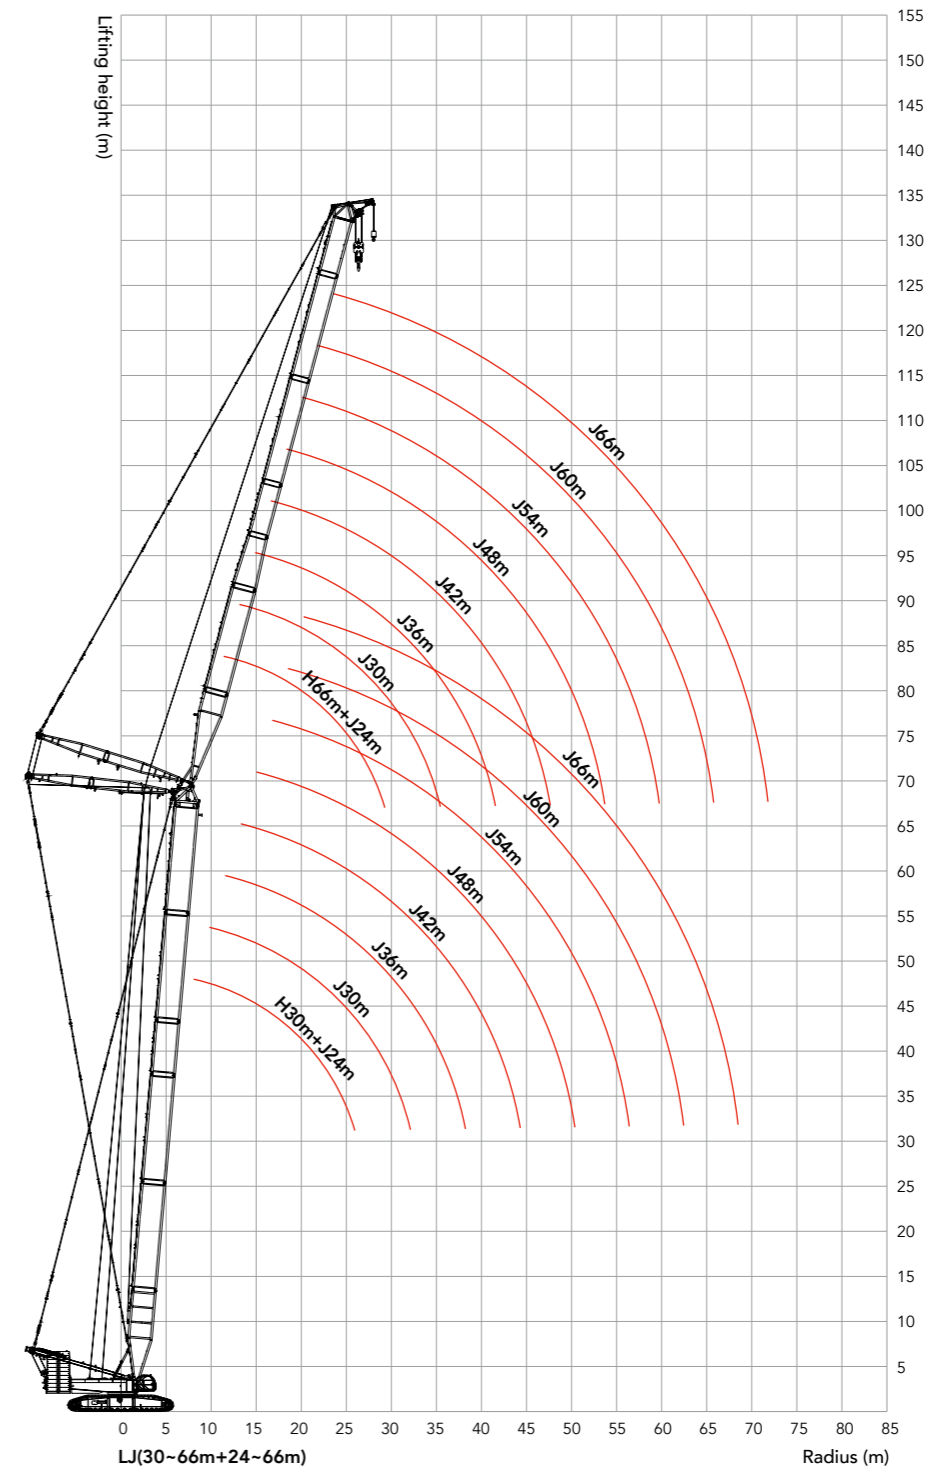 Lifting height (m)
155
150
145
140
135
130
125
120
115
110
105
100
95
90
85
80
75
70
65
60
55
50
45
40
35
30
25
20
15
10
5
J66m
J60m
J54m
J48m
J42m
J36m
J30m
H66m+J24m
J66m
J60m
J54m
J48m
J42m
J36m
J30m
H30m+J24m
0 5 10 15 20 25 30 35 40 45 50 55 60 65 70 75 80 85
LJ(30~66m+24~66m) Radius (m)